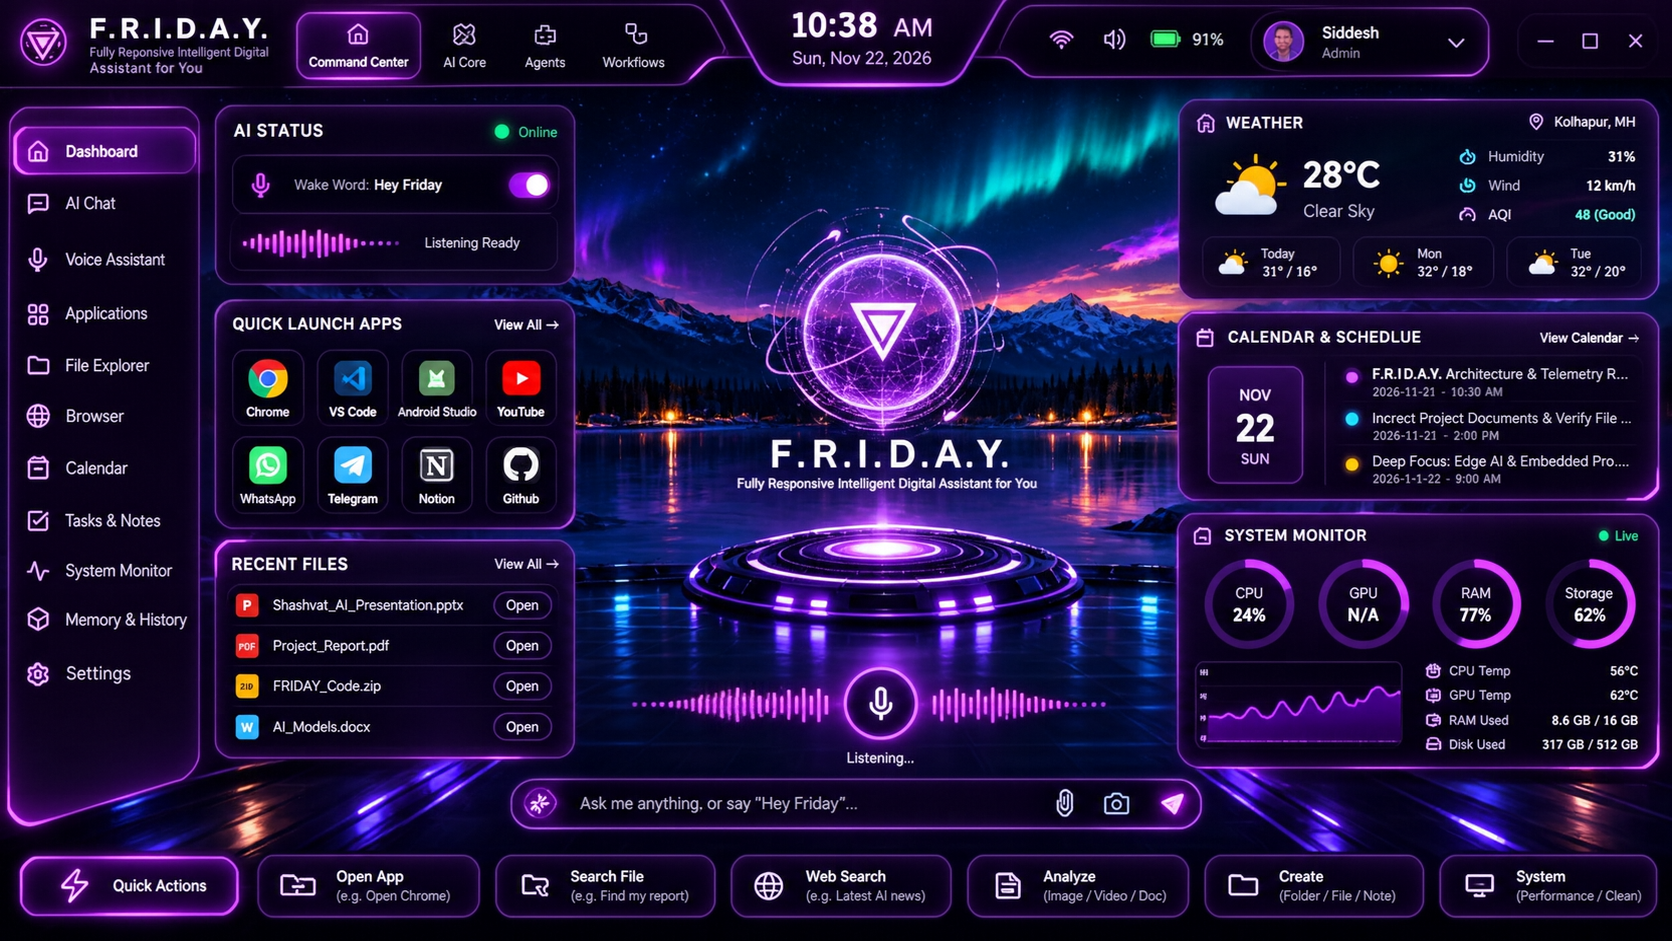 F.R.I.D.A.Y.
Fully Responsive Intelligent Digital
Assistant for You
Command Center
AI Core
Agents
Workflows
10:38 AM
Sun, Nov 22, 2026
91%
Siddesh
Admin
Dashboard
AI Chat
Voice Assistant
Applications
File Explorer
Browser
Calendar
Tasks & Notes
System Monitor
Memory & History
Settings
AI STATUS
Online
Wake Word: Hey Friday
Listening Ready
QUICK LAUNCH APPS
View All →
Chrome
VS Code
Android Studio
YouTube
WhatsApp
Telegram
Notion
Github
RECENT FILES
View All →
P Shashvat_AI_Presentation.pptx Open
PDF Project_Report.pdf Open
ZID FRIDAY_Code.zip Open
W AI_Models.docx Open
F.R.I.D.A.Y.
Fully Responsive Intelligent Digital Assistant for You
Listening...
Ask me anything. or say "Hey Friday"...
WEATHER
Kolhapur, MH
28°C
Clear Sky
Humidity 31%
Wind 12 km/h
AQI 48 (Good)
Today
31° / 16°
Mon
32° / 18°
Tue
32° / 20°
CALENDAR & SCHEDLUE
View Calendar →
NOV
22
SUN
F.R.I.D.A.Y. Architecture & Telemetry R...
2026-11-21 - 10:30 AM
Increct Project Documents & Verify File ...
2026-11-21 - 2:00 PM
Deep Focus: Edge AI & Embedded Pro....
2026-1-1-22 - 9:00 AM
SYSTEM MONITOR
Live
CPU
24%
GPU
N/A
RAM
77%
Storage
62%
CPU Temp 56°C
GPU Temp 62°C
RAM Used 8.6 GB / 16 GB
Disk Used 317 GB / 512 GB
Quick Actions
Open App
(e.g. Open Chrome)
Search File
(e.g. Find my report)
Web Search
(e.g. Latest AI news)
Analyze
(Image / Video / Doc)
Create
(Folder / File / Note)
System
(Performance / Clean)